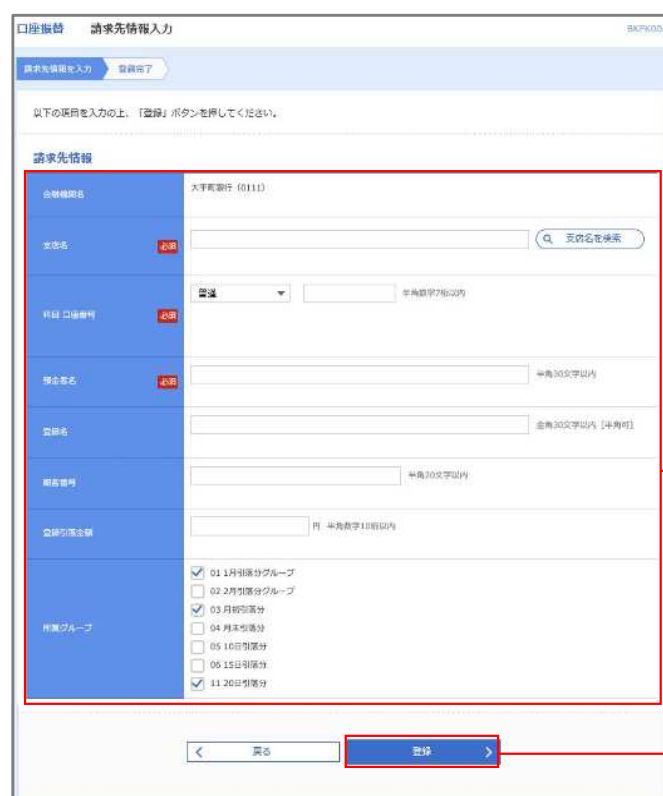 口座振替 請求先情報入力
請求先情報を入力 登録完了
以下の項目を入力の上、「登録」ボタンを押してください。
請求先情報
金融機関名 大手町銀行（0111）
支店名 必須 支店名を検索
科目 口座番号 必須 普通 半角数字7桁以内
預金者名 必須 半角30文字以内
登録名 全角30文字以内 [半角可]
顧客番号 半角20文字以内
登録引落金額 円 半角数字10桁以内
所属グループ
01 1月引落分グループ
02 2月引落分グループ
03 月初引落分
04 月末引落分
05 10日引落分
06 15日引落分
11 20日引落分
戻る 登録